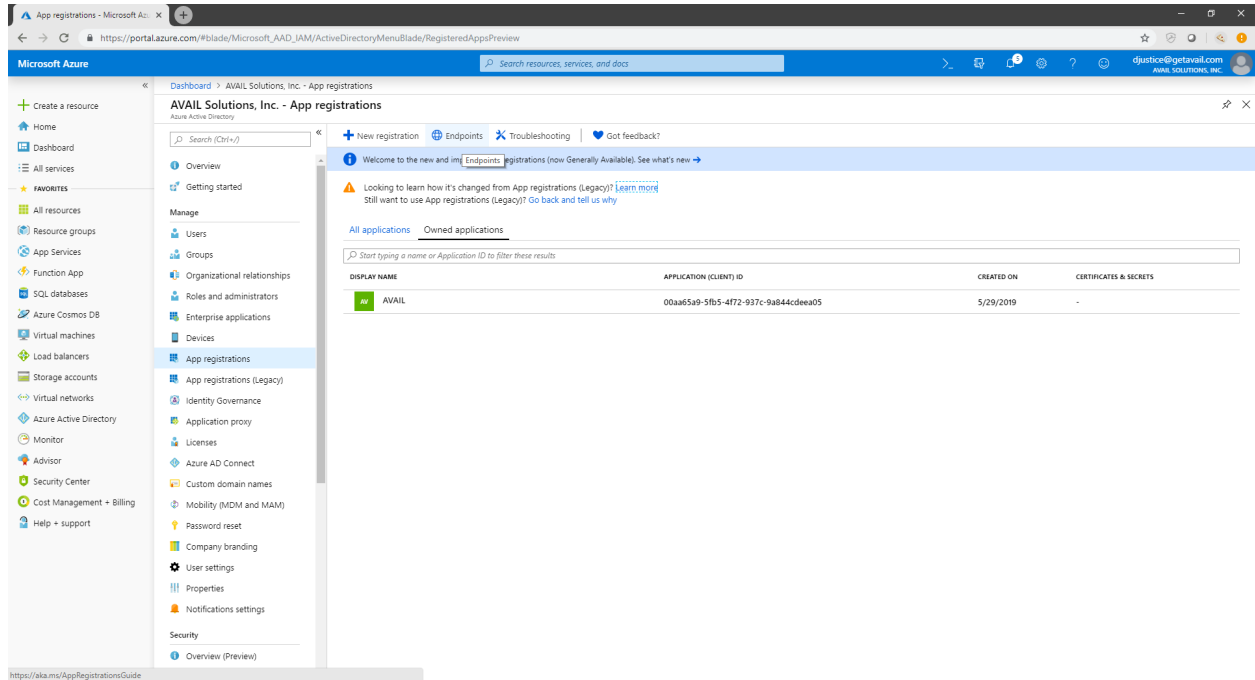 App registrations - Microsoft Az
https://portal.azure.com/#blade/Microsoft_AAD_IAM/ActiveDirectoryMenuBlade/RegisteredAppsPreview
Microsoft Azure
Search resources, services, and docs
5
djustice@getavail.com
AVAIL SOLUTIONS, INC.
Create a resource
Home
Dashboard
All services
FAVORITES
All resources
Resource groups
App Services
Function App
SQL databases
Azure Cosmos DB
Virtual machines
Load balancers
Storage accounts
Virtual networks
Azure Active Directory
Monitor
Advisor
Security Center
Cost Management + Billing
Help + support
Dashboard > AVAIL Solutions, Inc. - App registrations
AVAIL Solutions, Inc. - App registrations
Azure Active Directory
Search (Ctrl+/)
Overview
Getting started
Manage
Users
Groups
Organizational relationships
Roles and administrators
Enterprise applications
Devices
App registrations
App registrations (Legacy)
Identity Governance
Application proxy
Licenses
Azure AD Connect
Custom domain names
Mobility (MDM and MAM)
Password reset
Company branding
User settings
Properties
Notifications settings
Security
Overview (Preview)
New registration Endpoints Troubleshooting Got feedback?
Welcome to the new and im Endpoints egistrations (now Generally Available). See what's new →
Looking to learn how it's changed from App registrations (Legacy)? Learn more
Still want to use App registrations (Legacy)? Go back and tell us why
All applications Owned applications
Start typing a name or Application ID to filter these results
DISPLAY NAME APPLICATION (CLIENT) ID CREATED ON CERTIFICATES & SECRETS
AV AVAIL 00aa65a9-5fb5-4f72-937c-9a844cdeea05 5/29/2019 -
https://aka.ms/AppRegistrationsGuide